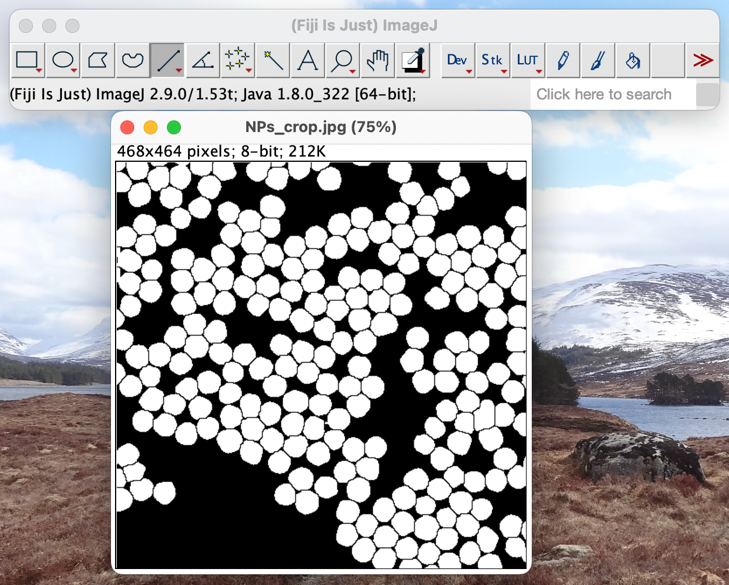 (Fiji Is Just) ImageJ
A
Dev Stk LUT
(Fiji Is Just) ImageJ 2.9.0/1.53t; Java 1.8.0_322 [64-bit]; Click here to search
NPs_crop.jpg (75%)
468x464 pixels; 8-bit; 212K